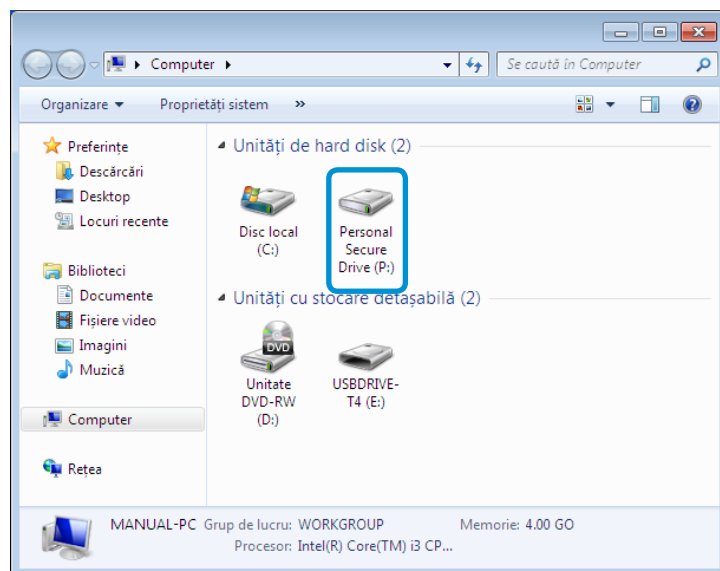 Computer
Se caută în Computer
Organizare
Proprietăți sistem »
Preferințe
Descărcări
Desktop
Locuri recente
Biblioteci
Documente
Fișiere video
Imagini
Muzică
Computer
Rețea
Unități de hard disk (2)
Disc local
(C:)
Personal
Secure
Drive (P:)
Unități cu stocare detașabilă (2)
DVD
Unitate
DVD-RW
(D:)
USBDRIVE-
T4 (E:)
MANUAL-PC Grup de lucru: WORKGROUP Memorie: 4.00 GO
Procesor: Intel(R) Core(TM) i3 CP...